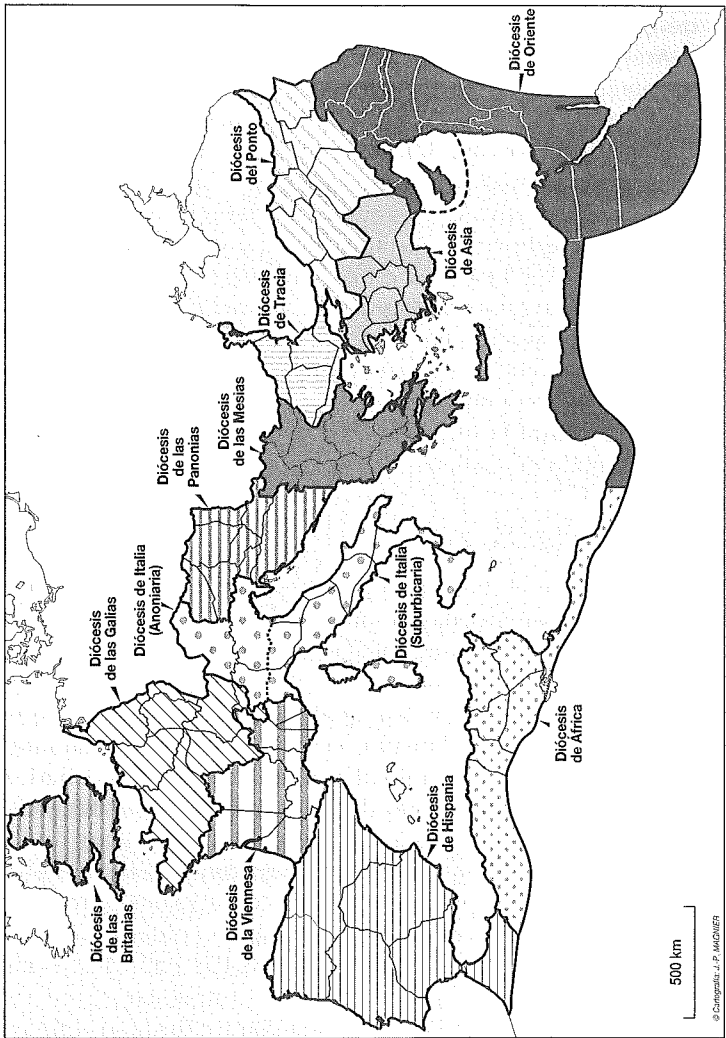 Diócesis
de las
Britanias
Diócesis
de las Galias
Diócesis de Italia
(Anoniaria)
Diócesis
de las
Panonias
Diócesis
de las Mesias
Diócesis
de Tracia
Diócesis
del Ponto
Diócesis
de Oriente
Diócesis
de Asia
Diócesis
de la Viennesa
Diócesis de Italia
(Suburbicaria)
Diócesis
de Hispania
Diócesis
de Africa
500 km
© Cartografía: J.-P. MAGNIER